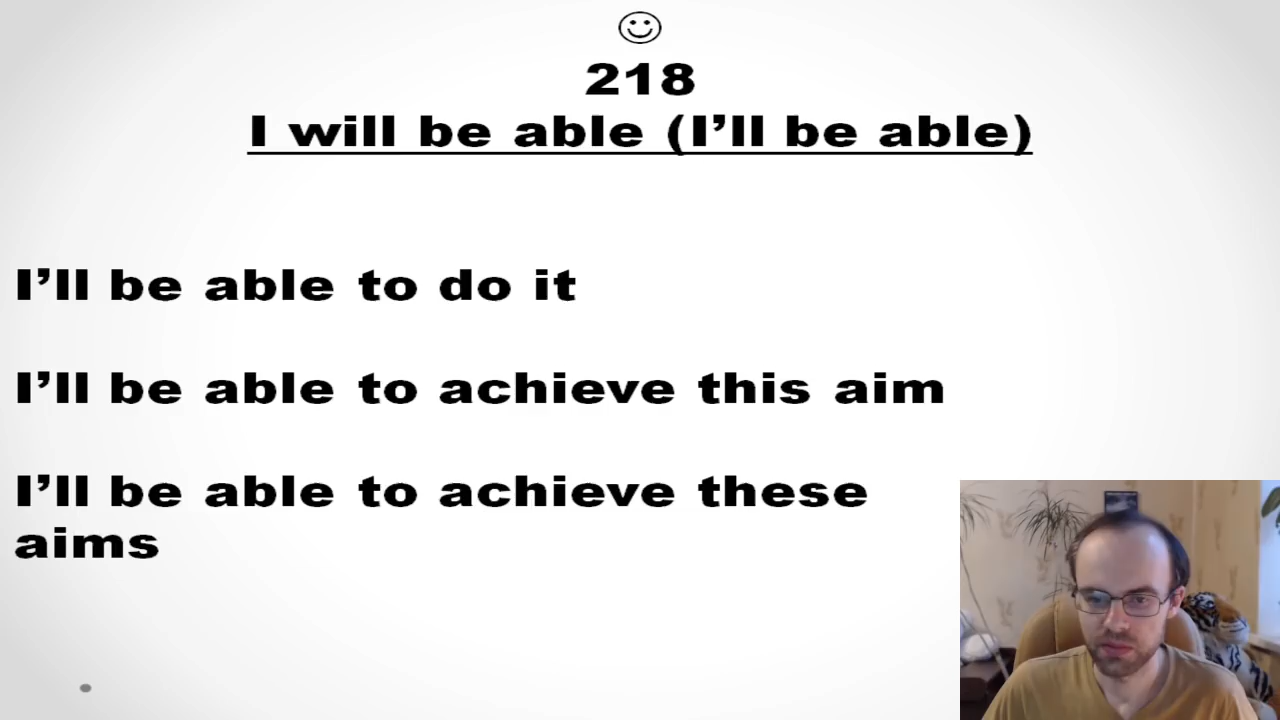 218
I will be able (I’ll be able)
I’ll be able to do it
I’ll be able to achieve this aim
I’ll be able to achieve these
aims